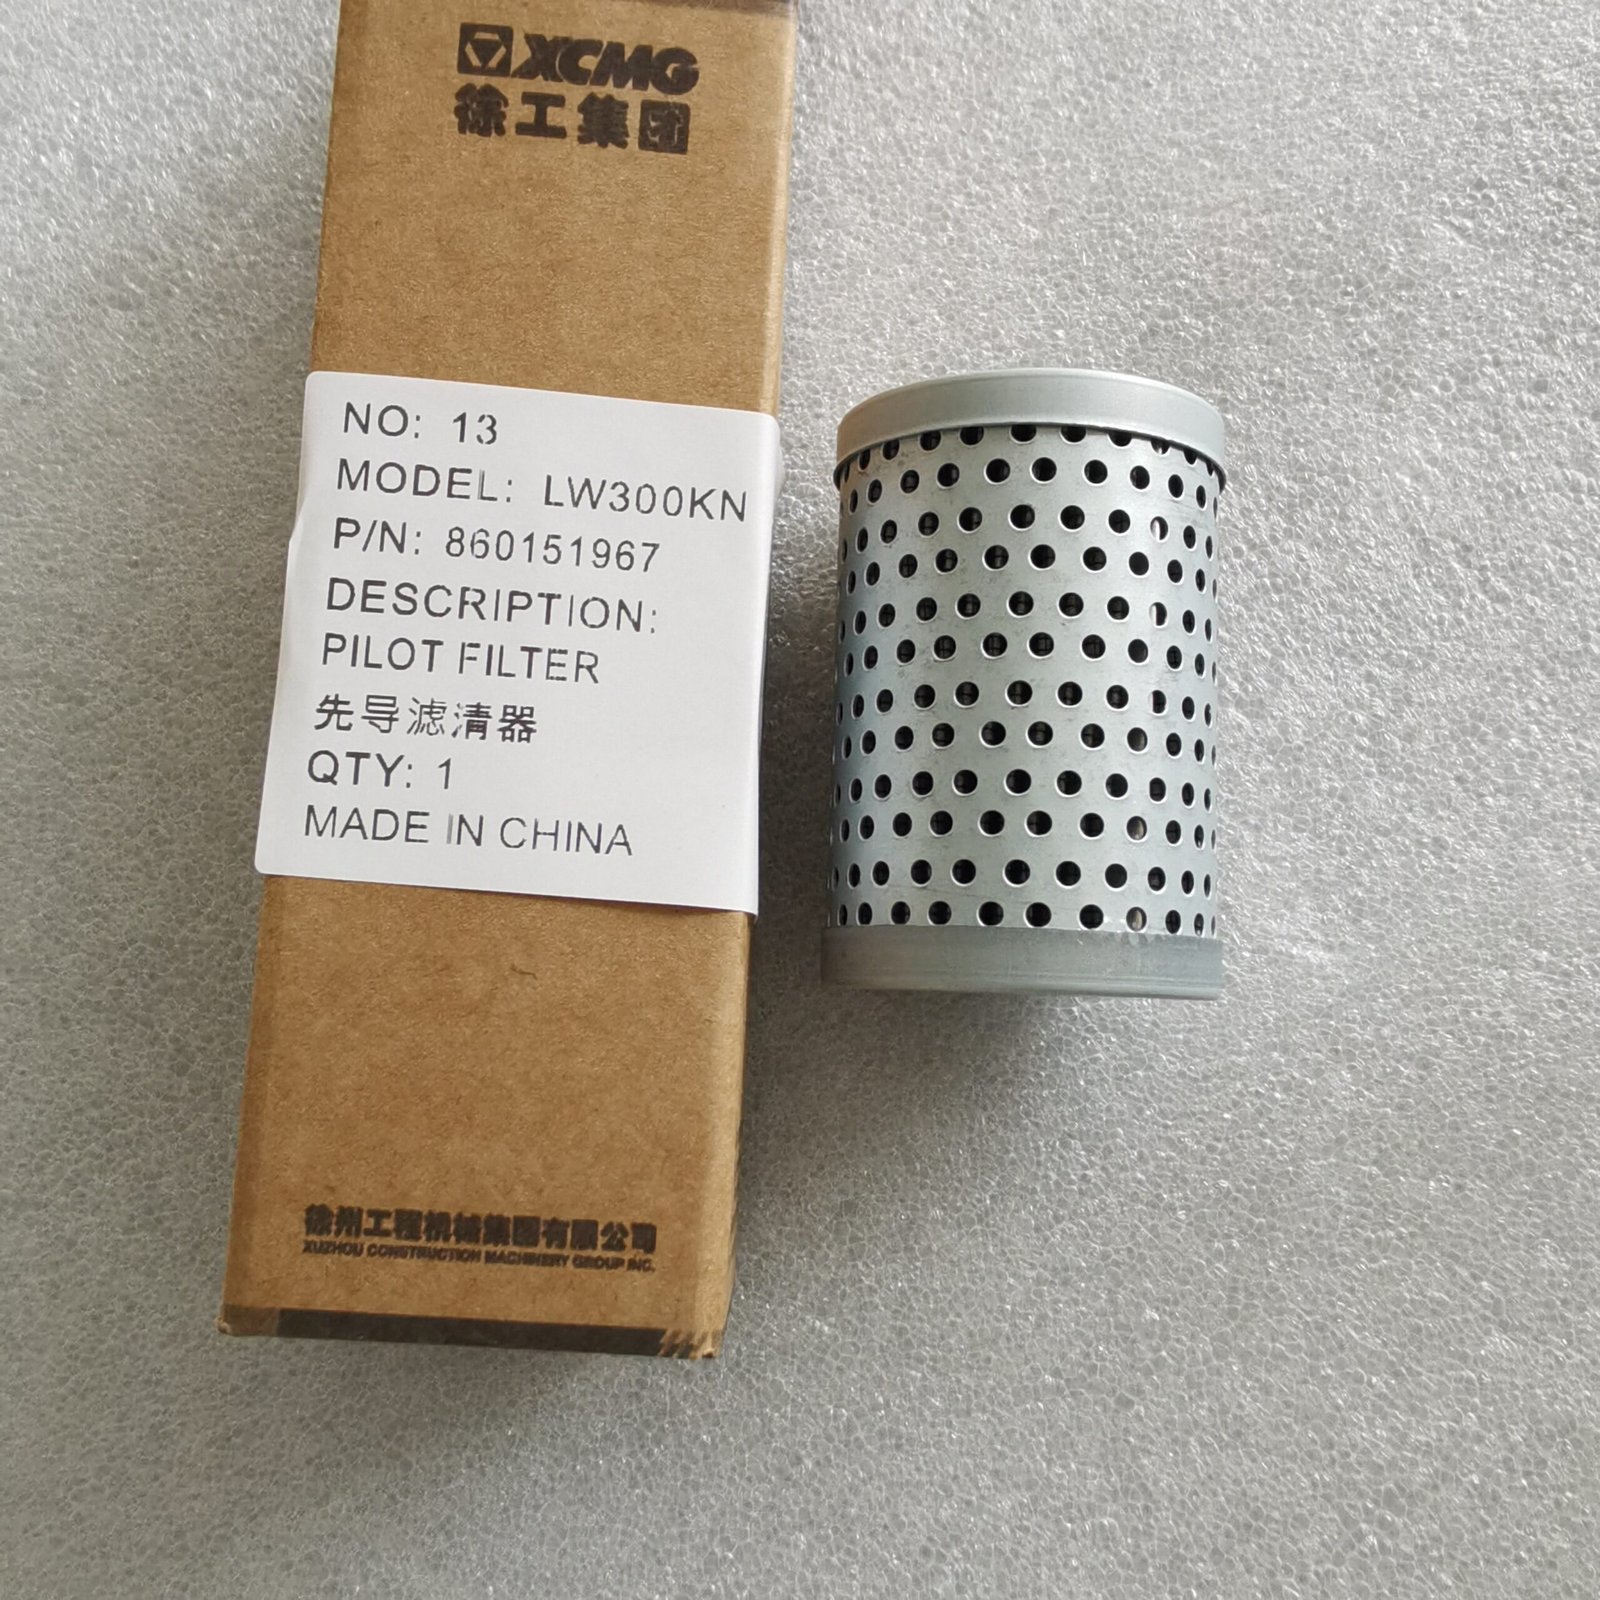 XCMG
徐工集团
NO: 13
MODEL: LW300KN
P/N: 860151967
DESCRIPTION:
PILOT FILTER
先导滤清器
QTY: 1
MADE IN CHINA
徐州工程机械集团有限公司
XUZHOU CONSTRUCTION MACHINERY GROUP INC.